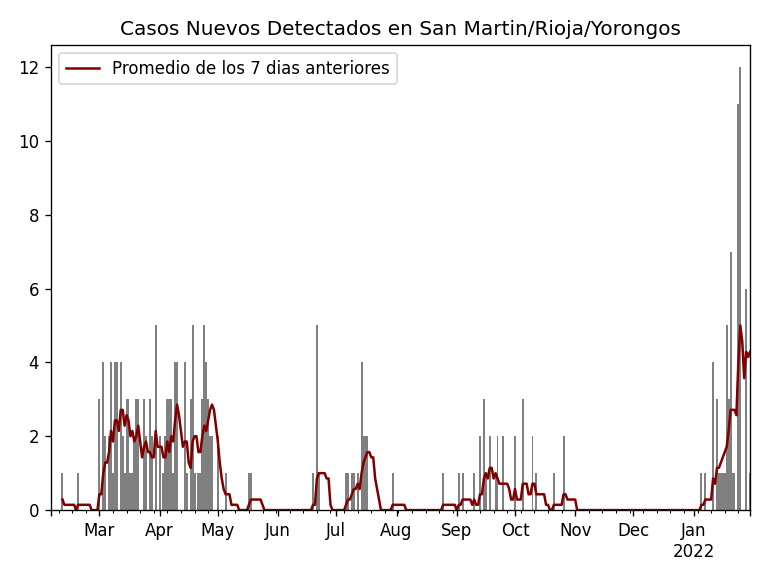 Casos Nuevos Detectados en San Martin/Rioja/Yorongos
Promedio de los 7 dias anteriores
12
10
8
6
4
2
0
Mar Apr May Jun Jul Aug Sep Oct Nov Dec Jan
2022